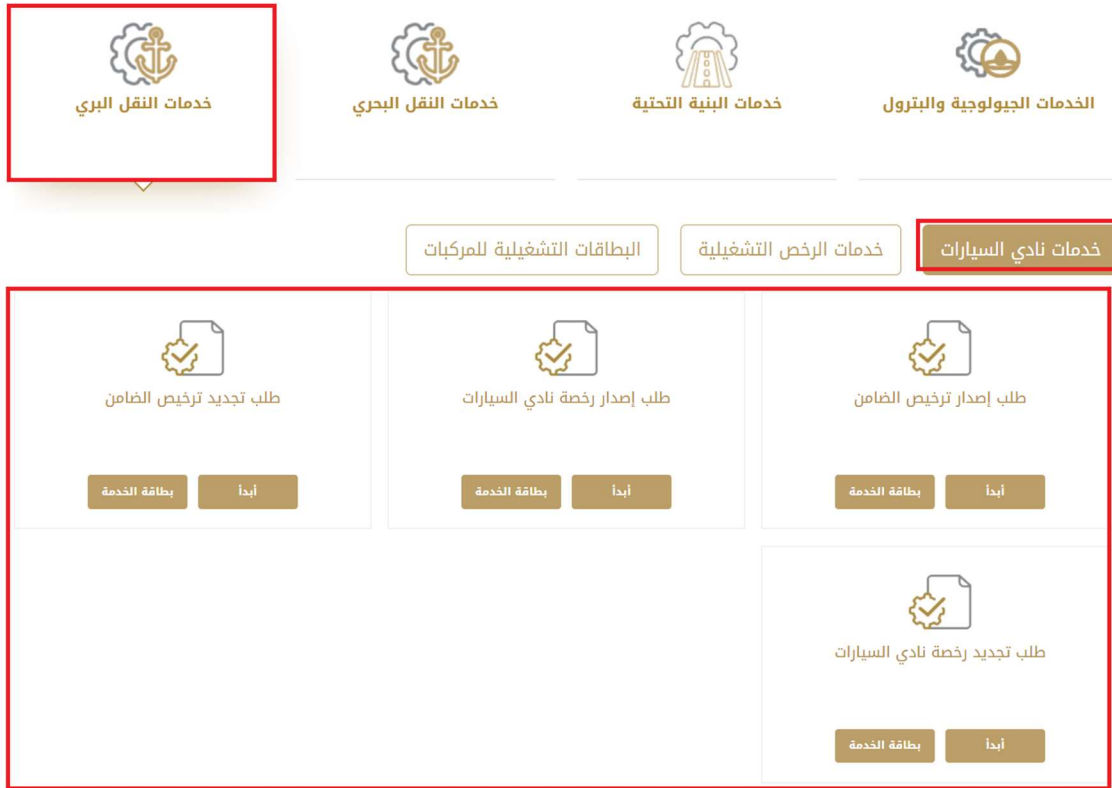 الخدمات الجيولوجية والبترول
خدمات البنية التحتية
خدمات النقل البحري
خدمات النقل البري
خدمات نادي السيارات
خدمات الرخص التشغيلية
البطاقات التشغيلية للمركبات
طلب إصدار ترخيص الضامن
أبدأ
بطاقة الخدمة
طلب إصدار رخصة نادي السيارات
أبدأ
بطاقة الخدمة
طلب تجديد ترخيص الضامن
أبدأ
بطاقة الخدمة
طلب تجديد رخصة نادي السيارات
أبدأ
بطاقة الخدمة